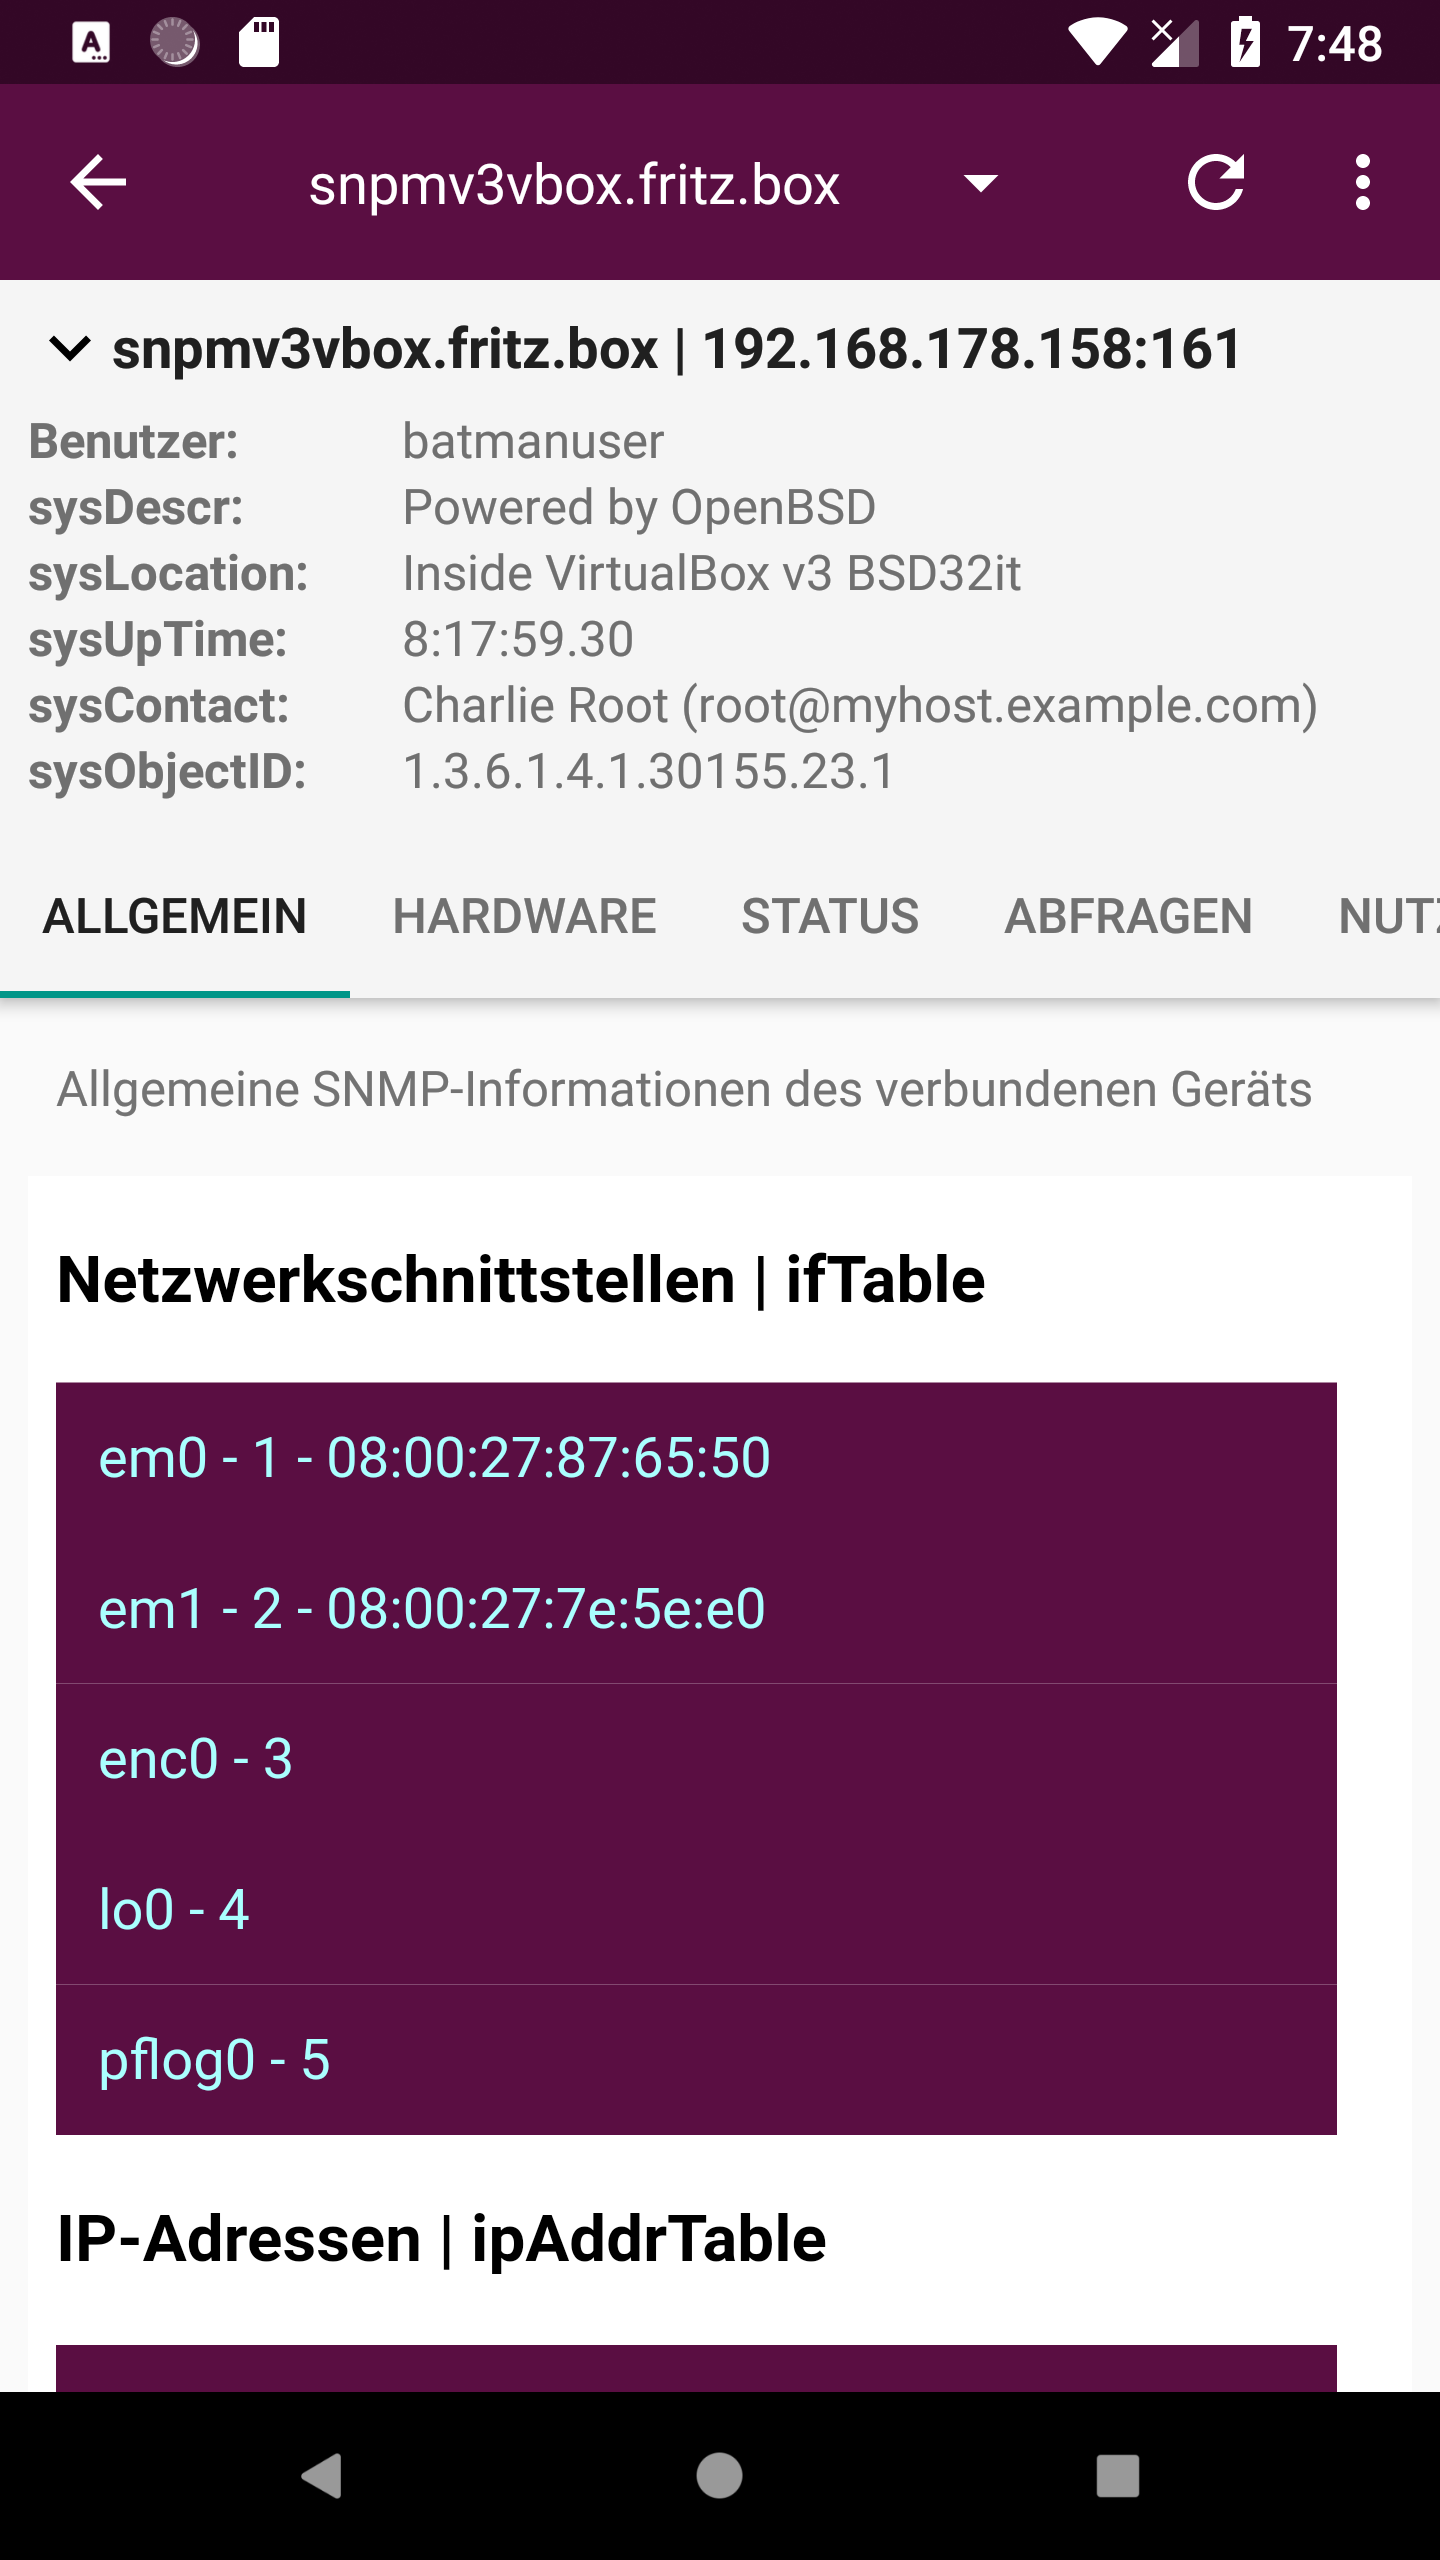 7:48
snpmv3vbox.fritz.box
snpmv3vbox.fritz.box | 192.168.178.158:161
Benutzer: batmanuser
sysDescr: Powered by OpenBSD
sysLocation: Inside VirtualBox v3 BSD32it
sysUpTime: 8:17:59.30
sysContact: Charlie Root (root@myhost.example.com)
sysObjectID: 1.3.6.1.4.1.30155.23.1
ALLGEMEIN HARDWARE STATUS ABFRAGEN NUTZ
Allgemeine SNMP-Informationen des verbundenen Geräts
Netzwerkschnittstellen | ifTable
em0 - 1 - 08:00:27:87:65:50
em1 - 2 - 08:00:27:7e:5e:e0
enc0 - 3
lo0 - 4
pflog0 - 5
IP-Adressen | ipAddrTable